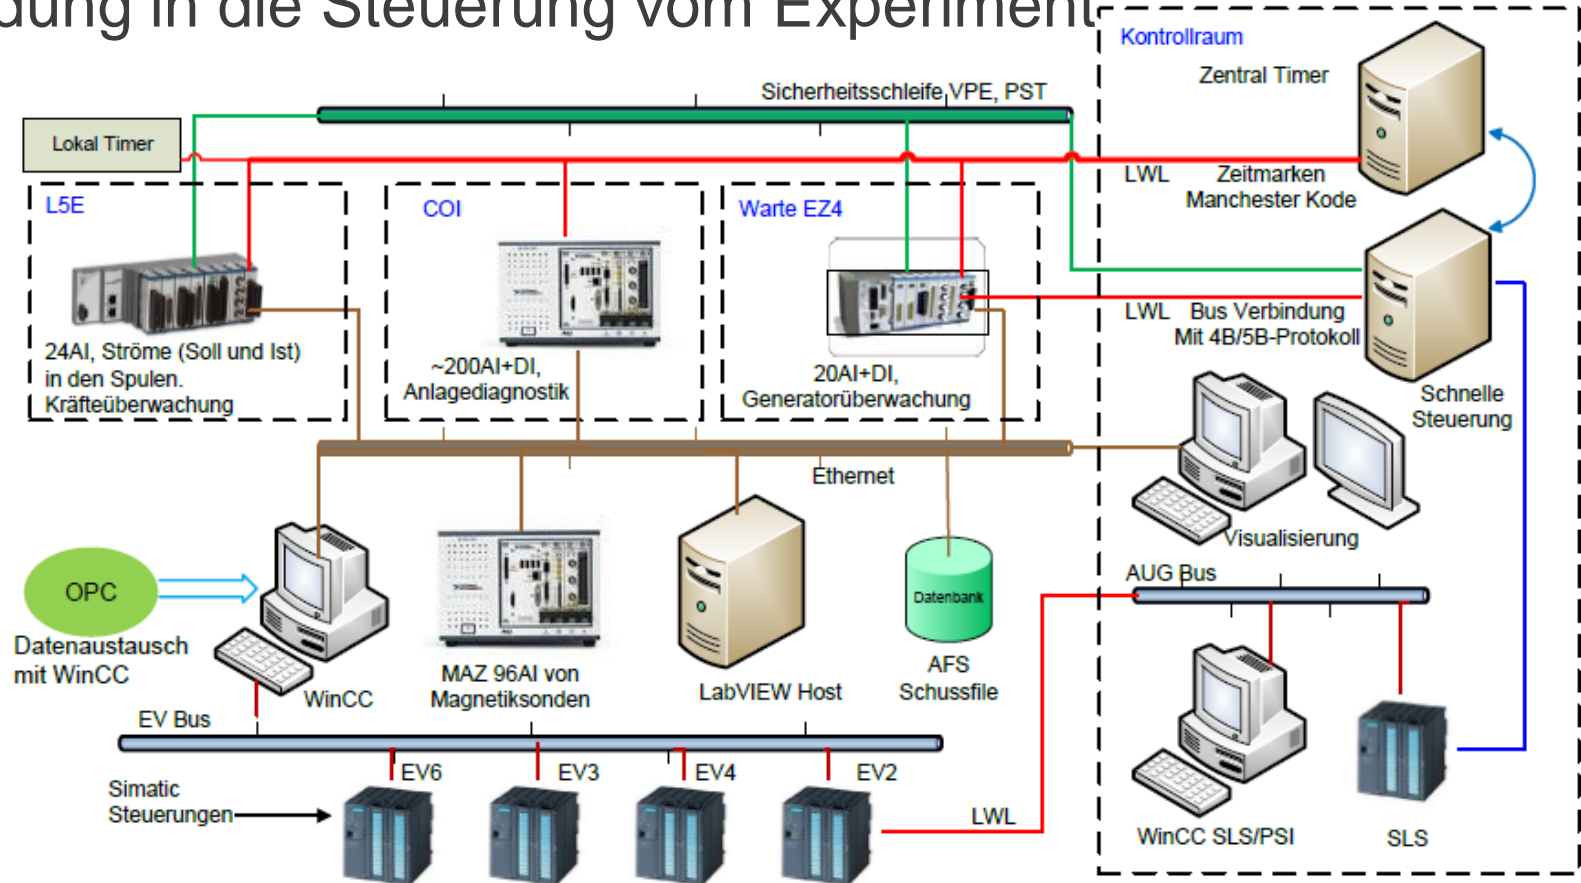 dung in die Steuerung vom Experiment
Kontrollraum
Zentral Timer
Sicherheitsschleife VPE, PST
Lokal Timer
LWL
Zeitmarken
Manchester Kode
L5E
COI
Warte EZ4
LWL
Bus Verbindung
Mit 4B/5B-Protokoll
24AI, Ströme (Soll und Ist)
in den Spulen.
Kräfteüberwachung
~200AI+DI,
Anlagediagnostik
20AI+DI,
Generatorüberwachung
Schnelle
Steuerung
Ethernet
Visualisierung
OPC
Datenaustausch
mit WinCC
WinCC
MAZ 96AI von
Magnetiksonden
LabVIEW Host
Datenbank
AFS
Schussfile
AUG Bus
EV Bus
EV6
EV3
EV4
EV2
Simatic
Steuerungen
LWL
WinCC SLS/PSI
SLS